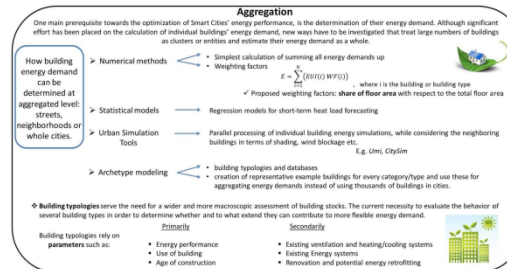 Aggregation
One main prerequisite towards the optimization of Smart Cities' energy performance, is the determination of their energy demand. Although significant
effort has been placed on the calculation of individual buildings' energy demand, new ways have to be investigated that treat large numbers of buildings
as clusters or entities and estimate their energy demand as a whole.
How building
energy demand
can be
determined at
aggregated level:
streets,
neighborhoods or
whole cities.
➤ Numerical methods
• Simplest calculation of summing all energy demands up
• Weighting factors
E = ∑(EUI(i) WF(i)) , where i is the building or building type
✓ Proposed weighting factors: share of floor area with respect to the total floor area
➤ Statistical models
Regression models for short-term heat load forecasting
➤ Urban Simulation
Tools
Parallel processing of individual building energy simulations, while considering the neighboring
buildings in terms of shading, wind blockage etc.
E.g. Umi, CitySim
➤ Archetype modeling
• building typologies and databases
• creation of representative example buildings for every category/type and use these for
aggregating energy demands instead of using thousands of buildings in cities.
❖ Building typologies serve the need for a wider and more macroscopic assessment of building stocks. The current necessity to evaluate the behavior of
several building types in order to determine whether and to what extend they can contribute to more flexible energy demand.
Building typologies rely on
parameters such as:
Primarily
• Energy performance
• Use of building
• Age of construction
Secondarily
• Existing ventilation and heating/cooling systems
• Existing Energy systems
• Renovation and potential energy retrofitting